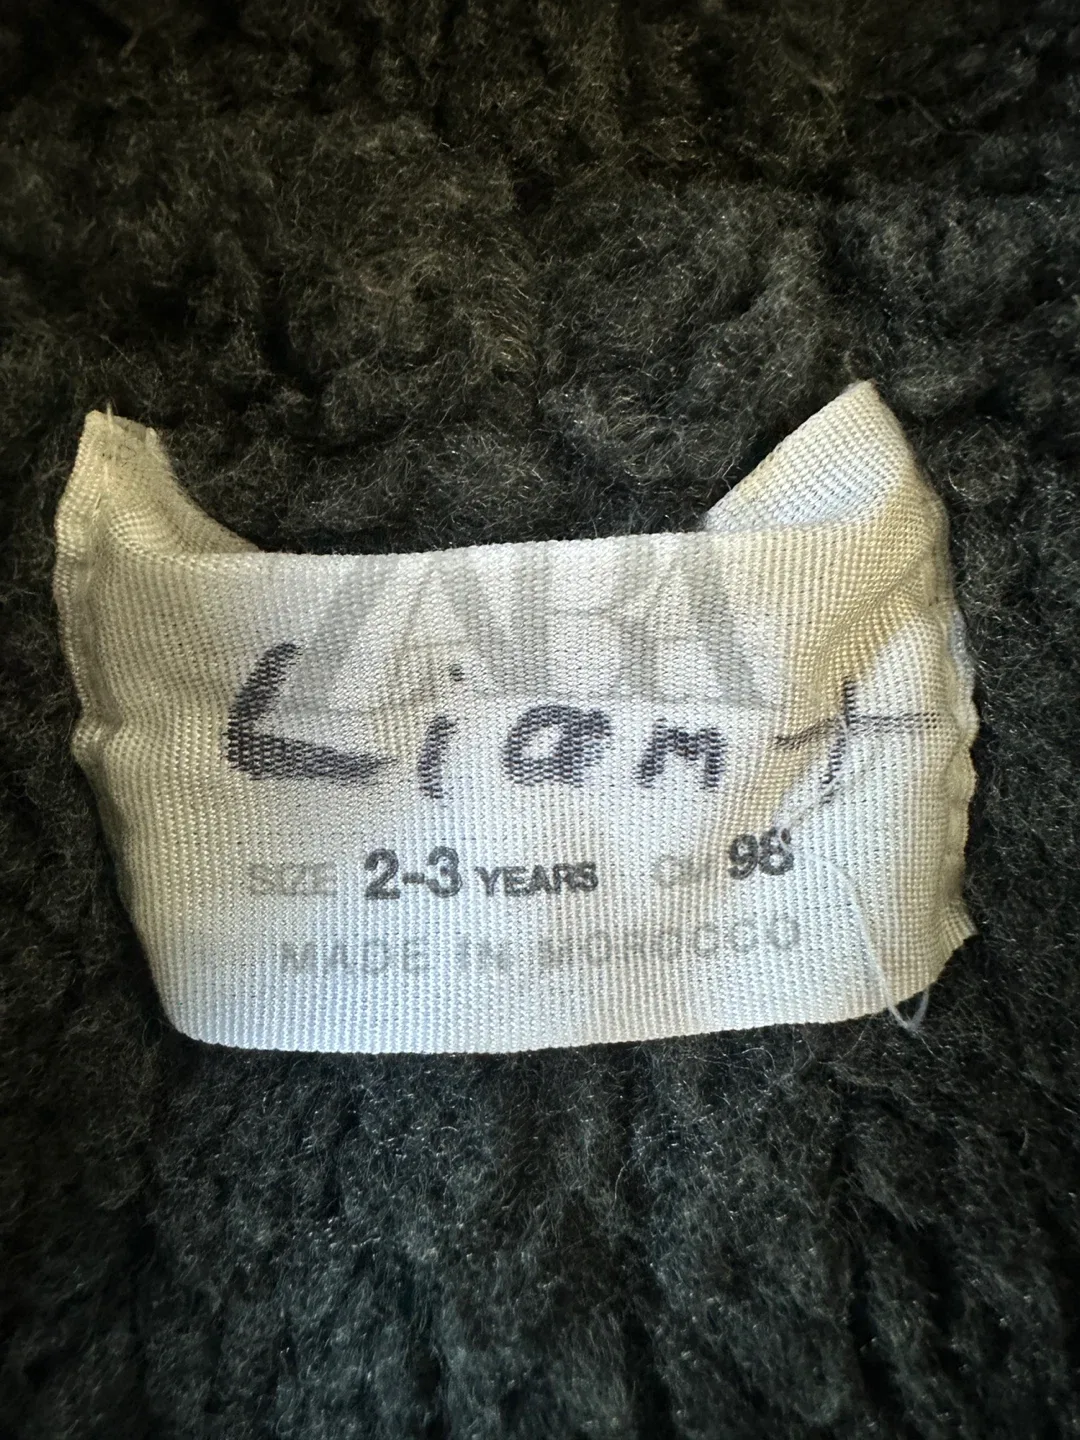 ZARA
Liam J
SIZE 2-3 YEARS CM 98
MADE IN MOROCCO